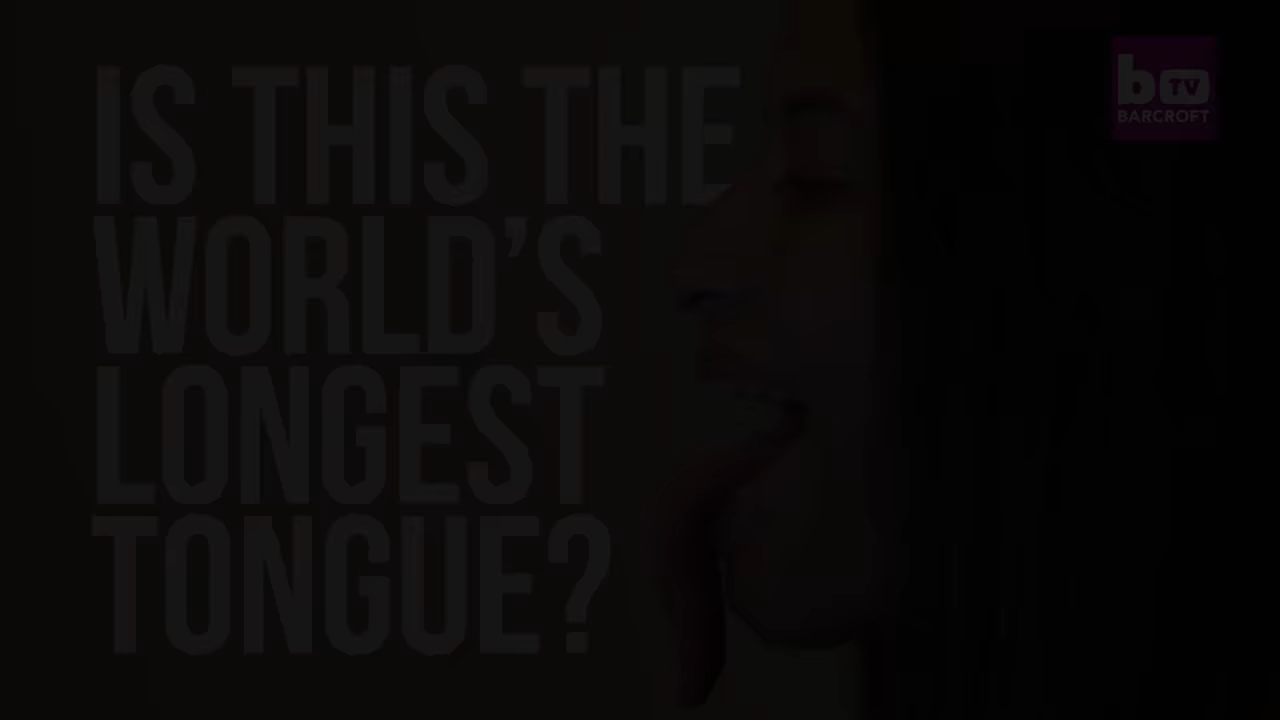 IS THIS THE
WORLD'S
LONGEST
TONGUE?
b TV
BARCROFT